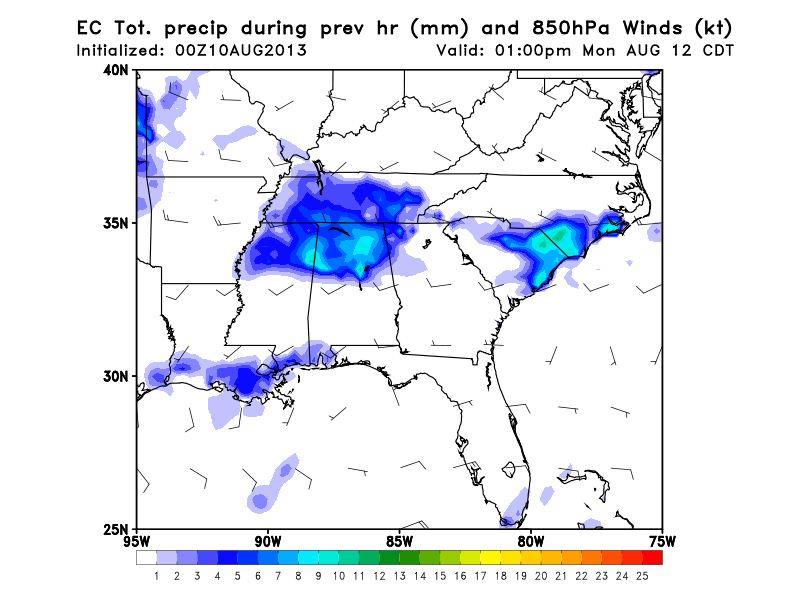 EC Tot. precip during prev hr (mm) and 850hPa Winds (kt)
Initialized: 00Z10AUG2013 Valid: 01:00pm Mon AUG 12 CDT
40N
35N
30N
25N
95W 90W 85W 80W 75W
1 2 3 4 5 6 7 8 9 10 11 12 13 14 15 16 17 18 19 20 21 22 23 24 25